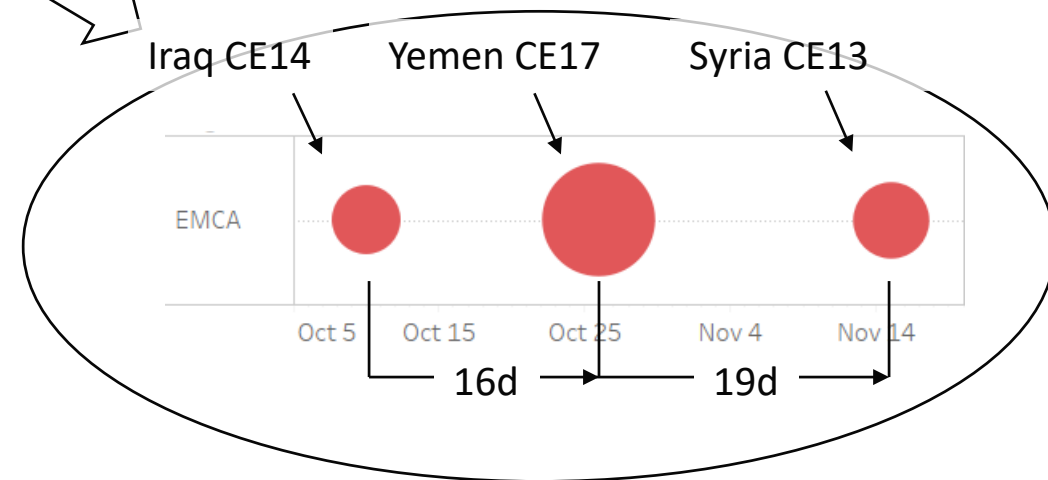 Iraq CE14 Yemen CE17 Syria CE13
EMCA
Oct 5 Oct 15 Oct 25 Nov 4 Nov 14
16d 19d